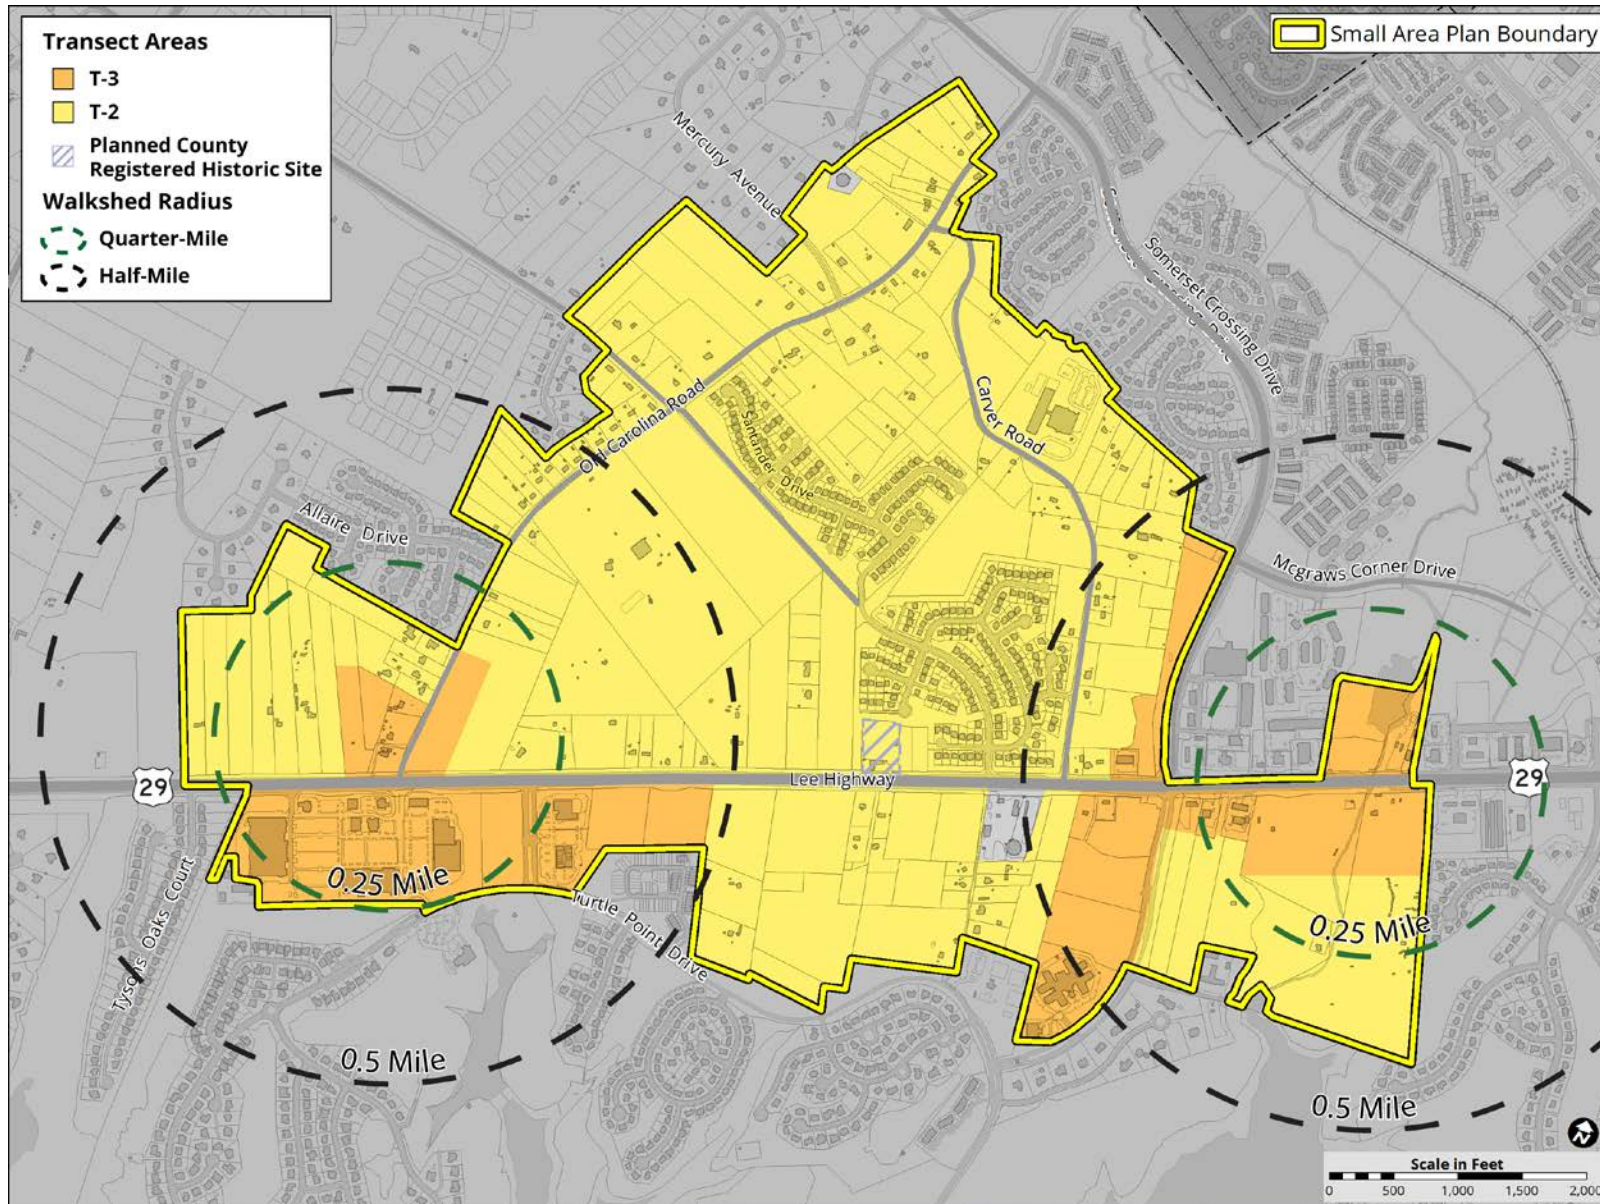 Transect Areas
T-3
T-2
Planned County
Registered Historic Site
Walkshed Radius
Quarter-Mile
Half-Mile
Small Area Plan Boundary
Mercury Avenue
Somerset Crossing Drive
Old Carolina Road
Santander Drive
Carver Road
Allaire Drive
Mcgraws Corner Drive
29
Lee Highway
29
0.25 Mile
Turtle Point Drive
Tysons Oaks Court
0.25 Mile
0.5 Mile
0.5 Mile
N
Scale in Feet
0 500 1,000 1,500 2,000